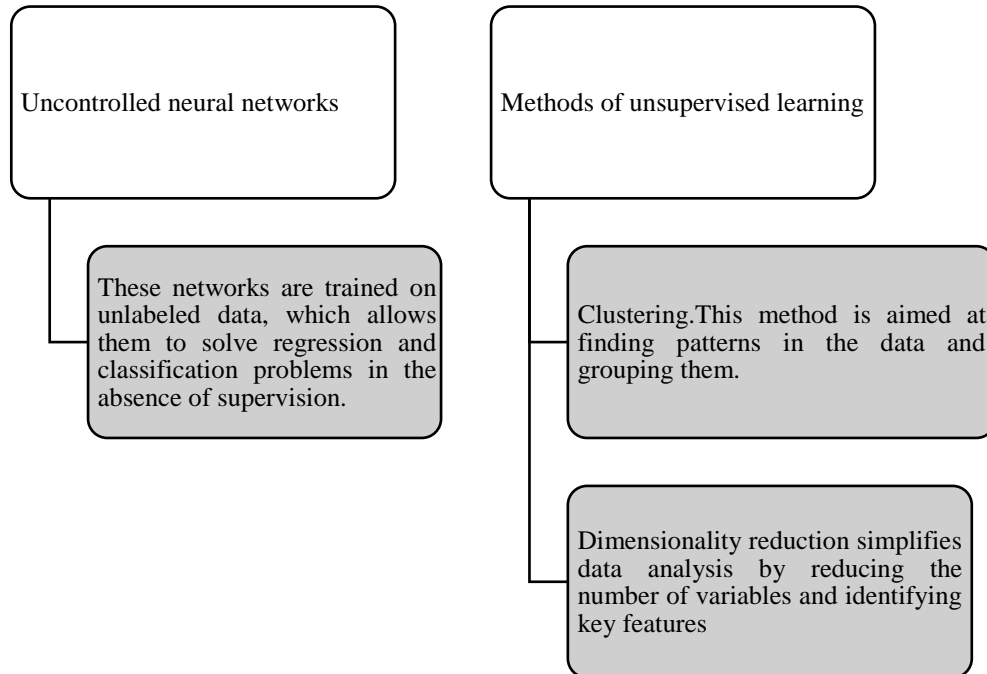 Uncontrolled neural networks
These networks are trained on
unlabeled data, which allows
them to solve regression and
classification problems in the
absence of supervision.
Methods of unsupervised learning
Clustering.This method is aimed at
finding patterns in the data and
grouping them.
Dimensionality reduction simplifies
data analysis by reducing the
number of variables and identifying
key features